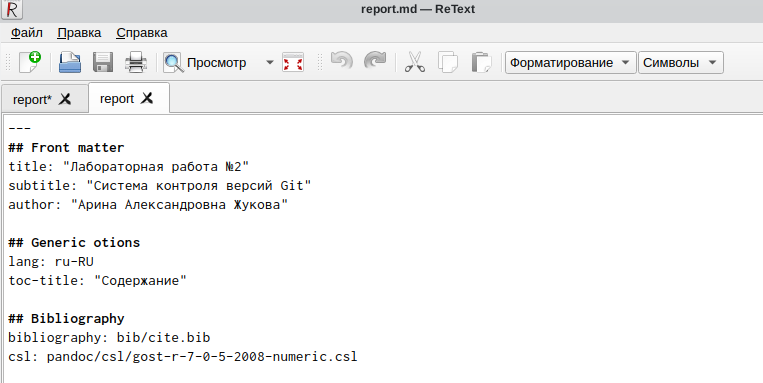 R
report.md — ReText
Файл Правка Справка
Просмотр Форматирование Символы
report* report
---
## Front matter
title: "Лабораторная работа №2"
subtitle: "Система контроля версий Git"
author: "Арина Александровна Жукова"
## Generic otions
lang: ru-RU
toc-title: "Содержание"
## Bibliography
bibliography: bib/cite.bib
csl: pandoc/csl/gost-r-7-0-5-2008-numeric.csl